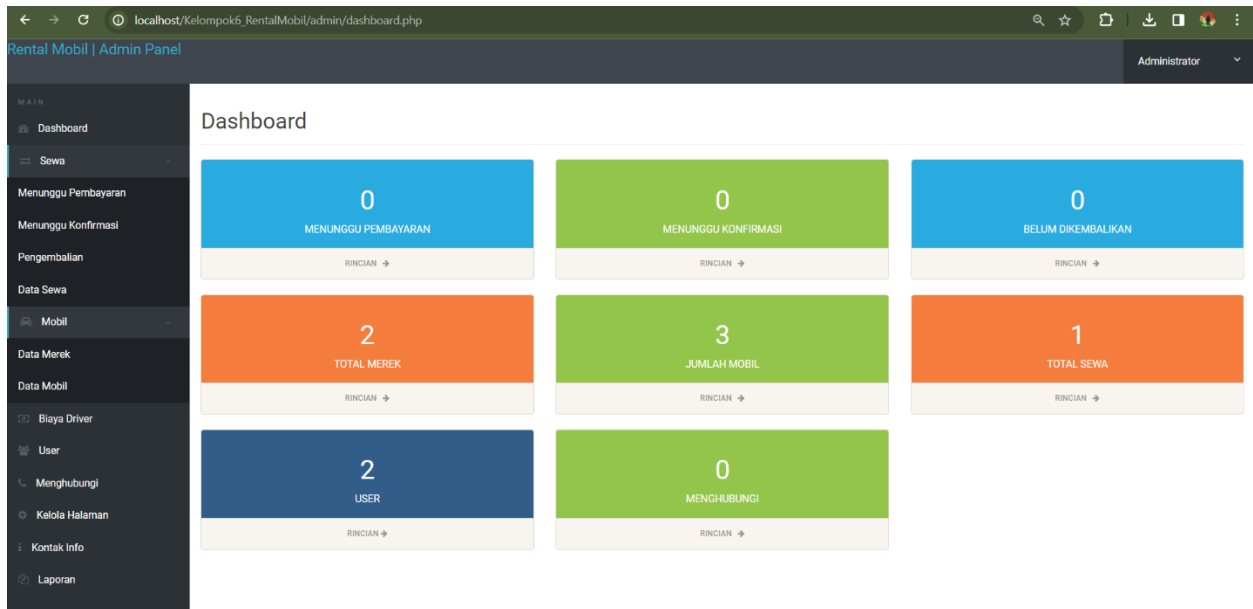 localhost/Kelompok6_RentalMobil/admin/dashboard.php
Rental Mobil | Admin Panel
Administrator
MAIN
Dashboard
Sewa
Menunggu Pembayaran
Menunggu Konfirmasi
Pengembalian
Data Sewa
Mobil
Data Merek
Data Mobil
Biaya Driver
User
Menghubungi
Kelola Halaman
Kontak Info
Laporan
Dashboard
0
MENUNGGU PEMBAYARAN
RINCIAN
0
MENUNGGU KONFIRMASI
RINCIAN
0
BELUM DIKEMBALIKAN
RINCIAN
2
TOTAL MEREK
RINCIAN
3
JUMLAH MOBIL
RINCIAN
1
TOTAL SEWA
RINCIAN
2
USER
RINCIAN
0
MENGHUBUNGI
RINCIAN